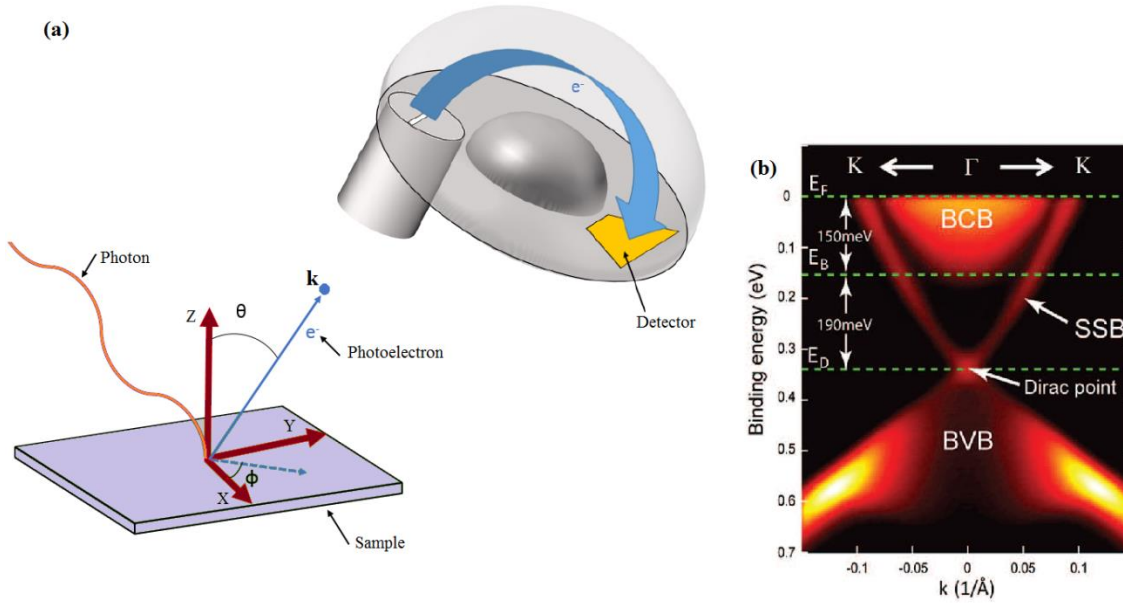 (a)
e-
Photon
k
Z
θ
e-
Photoelectron
Detector
Y
ϕ
X
Sample
(b)
K Γ K
E_F
0
BCB
150meV
0.1
E_B
0.2
190meV
SSB
0.3
E_D
Dirac point
0.4
BVB
0.5
0.6
0.7
Binding energy (eV)
-0.1 -0.05 0 0.05 0.1
k (1/Å)